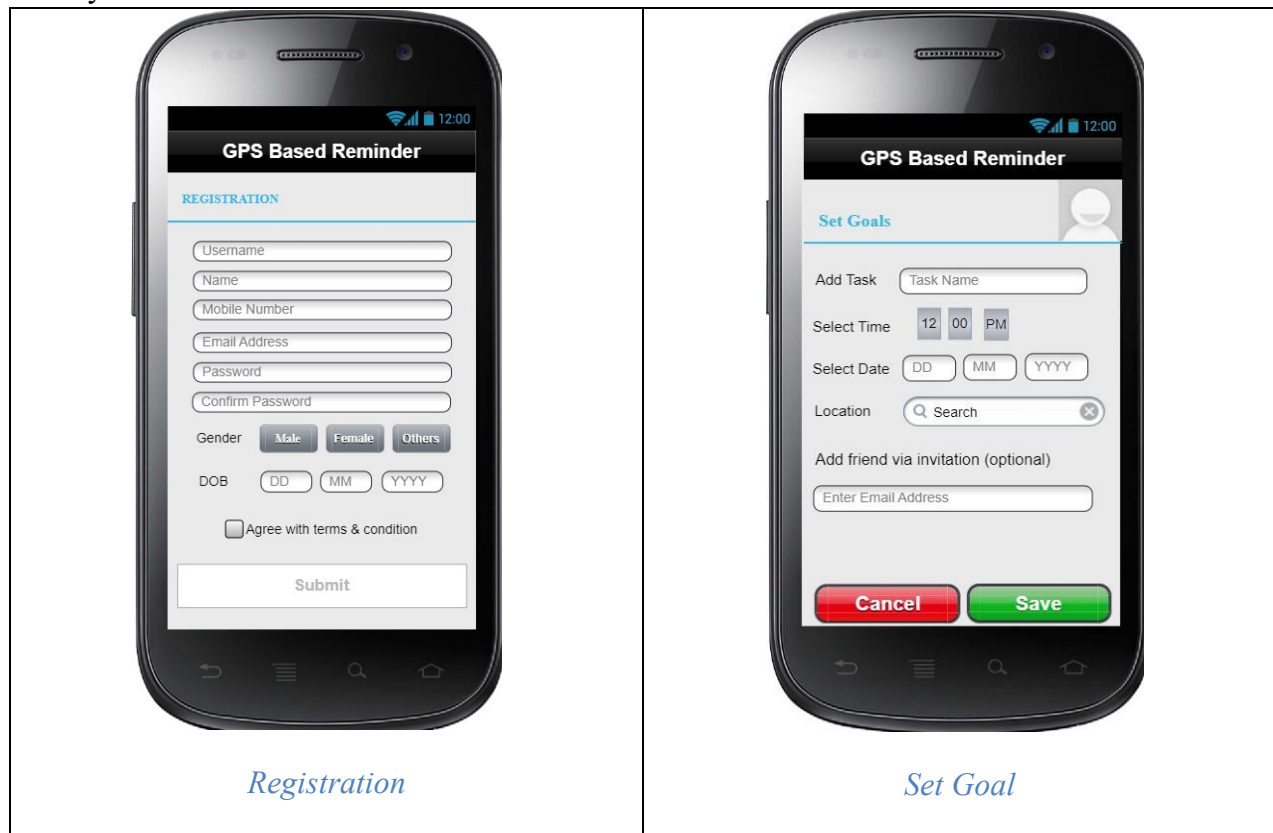 12:00
GPS Based Reminder
REGISTRATION
Username
Name
Mobile Number
Email Address
Password
Confirm Password
Gender Male Female Others
DOB DD MM YYYY
Agree with terms & condition
Submit
Registration
12:00
GPS Based Reminder
Set Goals
Add Task Task Name
Select Time 12 00 PM
Select Date DD MM YYYY
Location Search
Add friend via invitation (optional)
Enter Email Address
Cancel Save
Set Goal